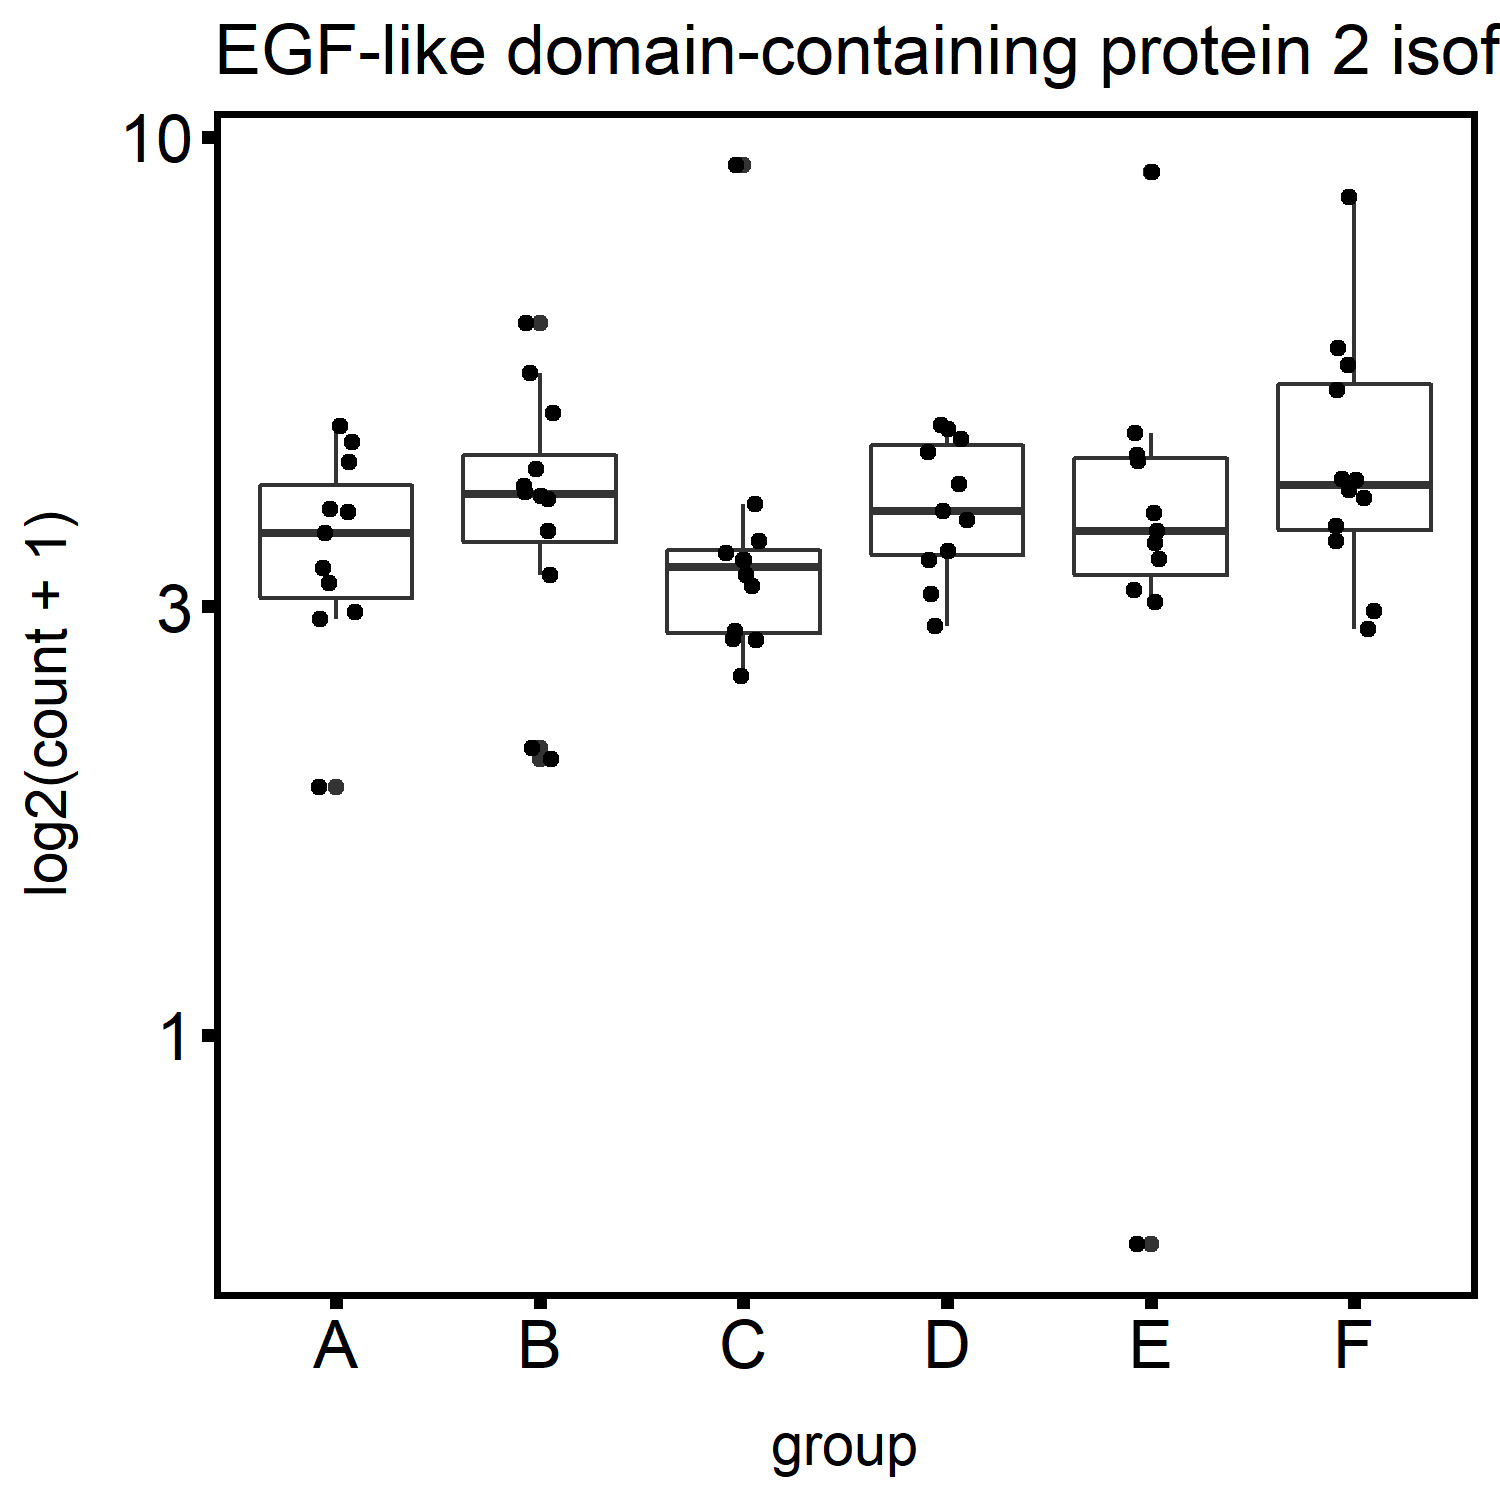 EGF-like domain-containing protein 2 isof
10
3
1
log2(count + 1)
A B C D E F
group